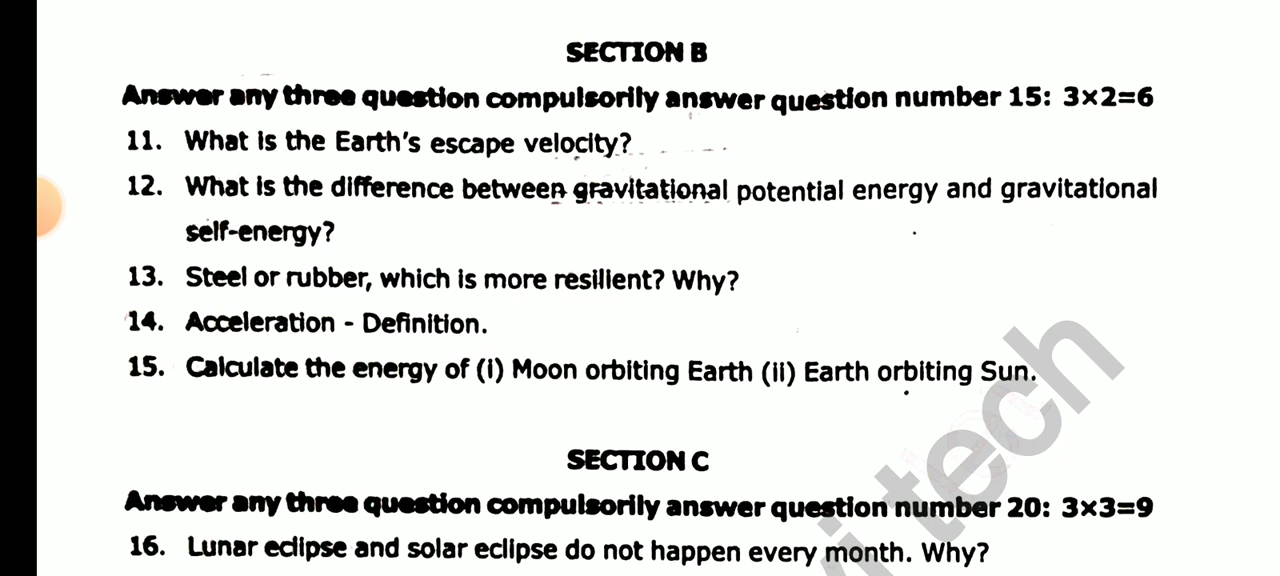 SECTION B
Answer any three question compulsorily answer question number 15: 3×2=6
11. What is the Earth's escape velocity?
12. What is the difference between gravitational potential energy and gravitational
self-energy?
13. Steel or rubber, which is more resilient? Why?
14. Acceleration - Definition.
15. Calculate the energy of (i) Moon orbiting Earth (ii) Earth orbiting Sun.
SECTION C
Answer any three question compulsorily answer question number 20: 3×3=9
16. Lunar eclipse and solar eclipse do not happen every month. Why?
tech